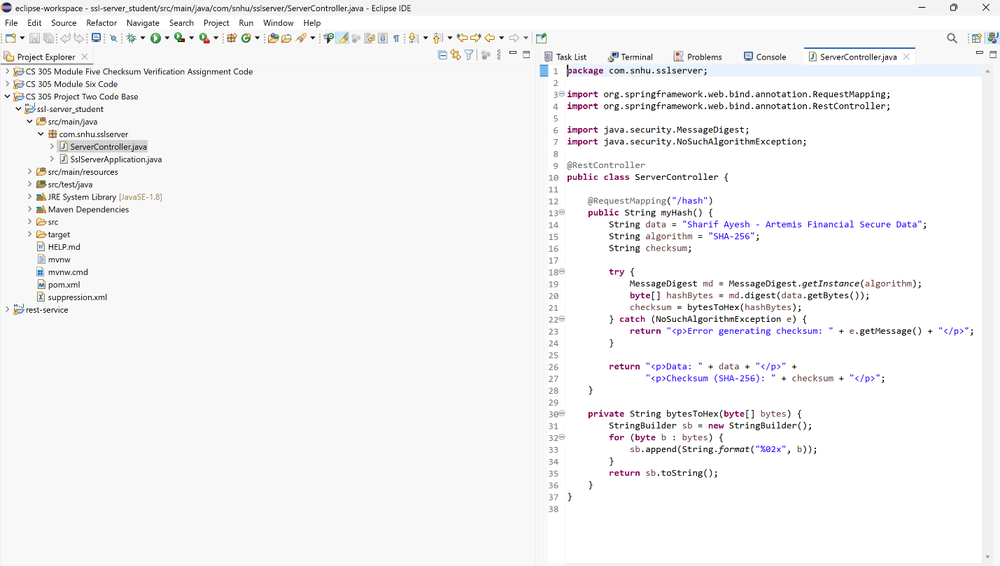 eclipse-workspace - ssl-server_student/src/main/java/com/snhu/sslserver/ServerController.java - Eclipse IDE
File Edit Source Refactor Navigate Search Project Run Window Help
Project Explorer
CS 305 Module Five Checksum Verification Assignment Code
CS 305 Module Six Code
CS 305 Project Two Code Base
ssl-server_student
src/main/java
com.snhu.sslserver
ServerController.java
SslServerApplication.java
src/main/resources
src/test/java
JRE System Library [JavaSE-1.8]
Maven Dependencies
src
target
HELP.md
mvnw
mvnw.cmd
pom.xml
suppression.xml
rest-service
Task List Terminal Problems Console ServerController.java
1 package com.snhu.sslserver;
2
3 import org.springframework.web.bind.annotation.RequestMapping;
4 import org.springframework.web.bind.annotation.RestController;
5
6 import java.security.MessageDigest;
7 import java.security.NoSuchAlgorithmException;
8
9 @RestController
10 public class ServerController {
11
12     @RequestMapping("/hash")
13     public String myHash() {
14         String data = "Sharif Ayesh - Artemis Financial Secure Data";
15         String algorithm = "SHA-256";
16         String checksum;
17
18         try {
19             MessageDigest md = MessageDigest.getInstance(algorithm);
20             byte[] hashBytes = md.digest(data.getBytes());
21             checksum = bytesToHex(hashBytes);
22         } catch (NoSuchAlgorithmException e) {
23             return "<p>Error generating checksum: " + e.getMessage() + "</p>";
24         }
25
26         return "<p>Data: " + data + "</p>" +
27                "<p>Checksum (SHA-256): " + checksum + "</p>";
28     }
29
30     private String bytesToHex(byte[] bytes) {
31         StringBuilder sb = new StringBuilder();
32         for (byte b : bytes) {
33             sb.append(String.format("%02x", b));
34         }
35         return sb.toString();
36     }
37 }
38